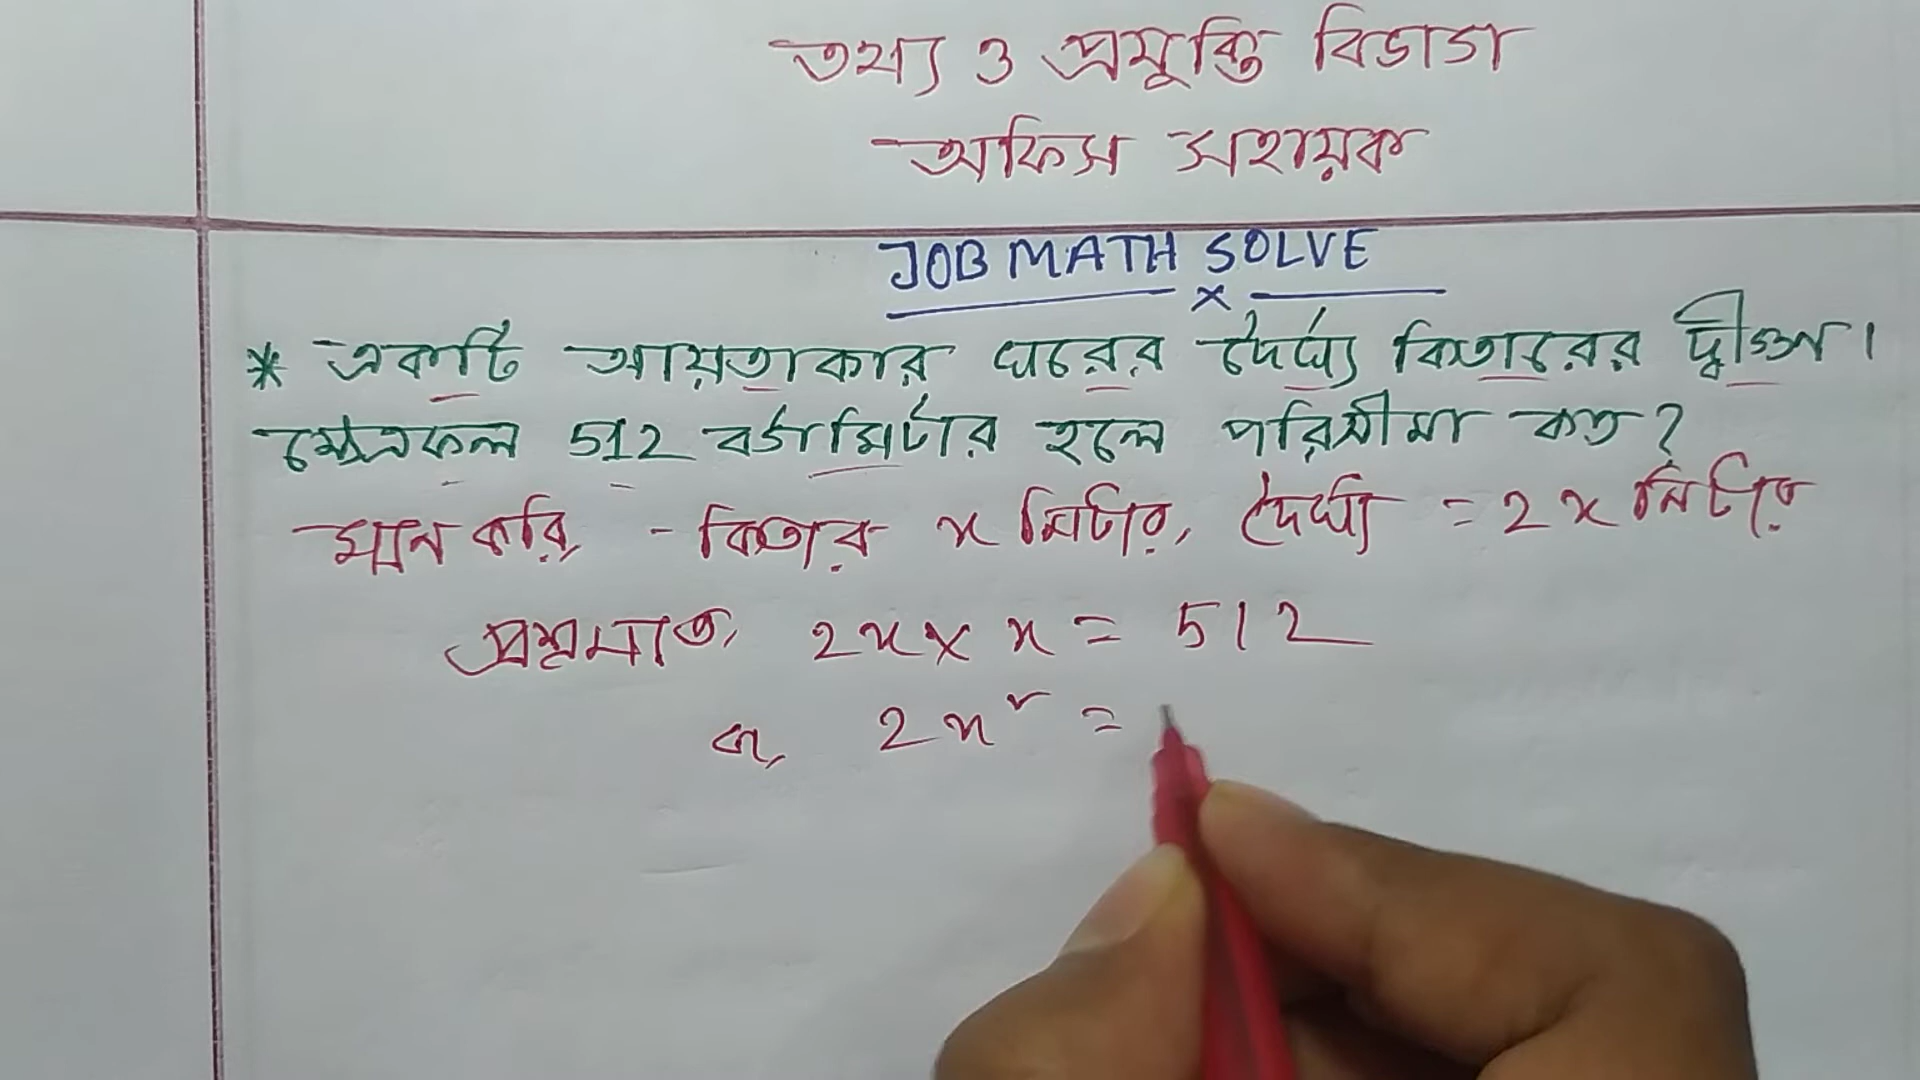 তথ্য ও প্রযুক্তি বিভাগ
অফিস সহায়ক
JOB MATH SOLVE
x
* একটি আয়তাকার ঘরের দৈর্ঘ্য বিস্তারের দ্বীগুণ।
ক্ষেত্রফল 512 বর্গমিটার হলে পরিসীমা কত?
মনে করি, - বিস্তার x মিটার, দৈর্ঘ্য = 2x মিটার
প্রশ্নমতে, 2x × x = 512
বা, 2x² =